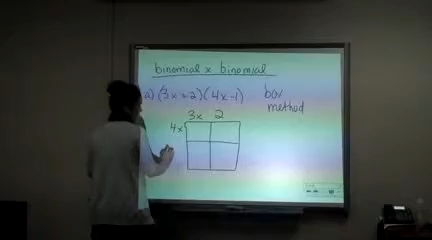 binomial x binomial
a) (3x + 2)(4x - 1) box
method
3x 2
4x